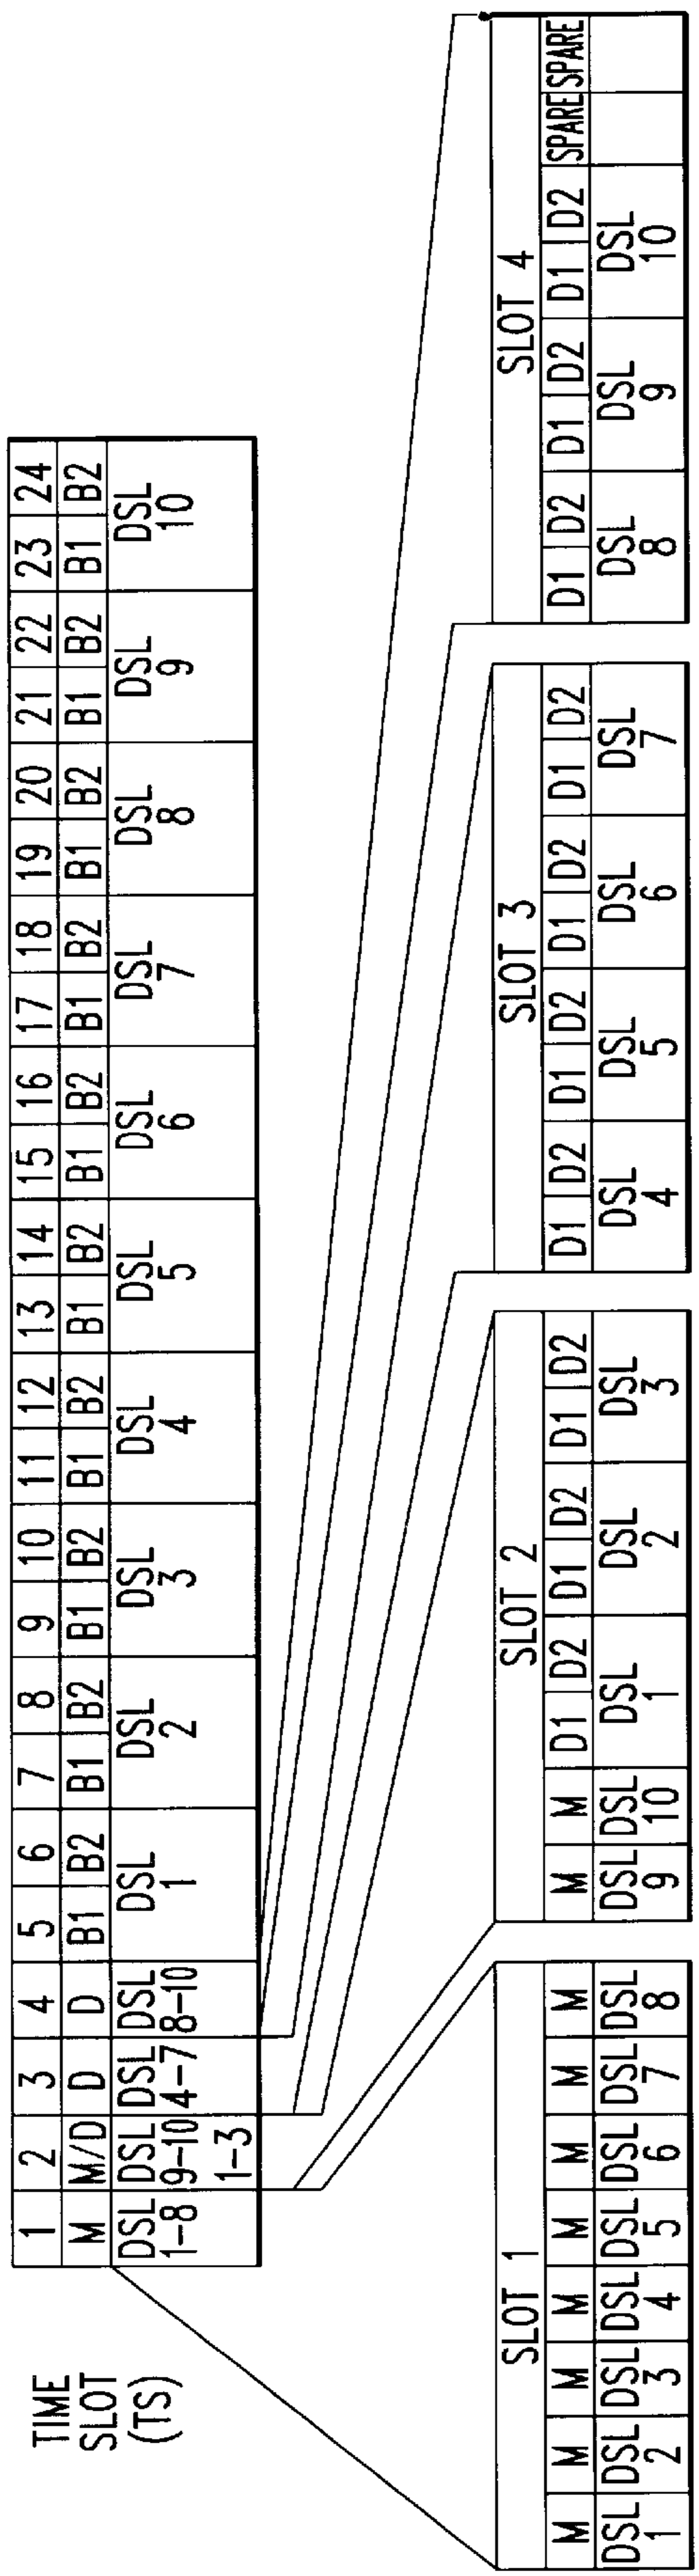 TIME
SLOT
(TS)
1 2 3 4 5 6 7 8 9 10 11 12 13 14 15 16 17 18 19 20 21 22 23 24
M M/D D D B1 B2 B1 B2 B1 B2 B1 B2 B1 B2 B1 B2 B1 B2 B1 B2 B1 B2 B1 B2
DSL DSL DSL DSL DSL DSL DSL DSL DSL DSL DSL DSL DSL DSL
1-8 9-10 4-7 8-10 1 2 3 4 5 6 7 8 9 10
1-3
SLOT 1
M M M M M M M M
DSL DSL DSL DSL DSL DSL DSL DSL
1 2 3 4 5 6 7 8
SLOT 2
M M D1 D2 D1 D2 D1 D2
DSL DSL DSL DSL DSL
9 10 1 2 3
SLOT 3
D1 D2 D1 D2 D1 D2 D1 D2
DSL DSL DSL DSL
4 5 6 7
SLOT 4
D1 D2 D1 D2 D1 D2 SPARE SPARE
DSL DSL DSL
8 9 10